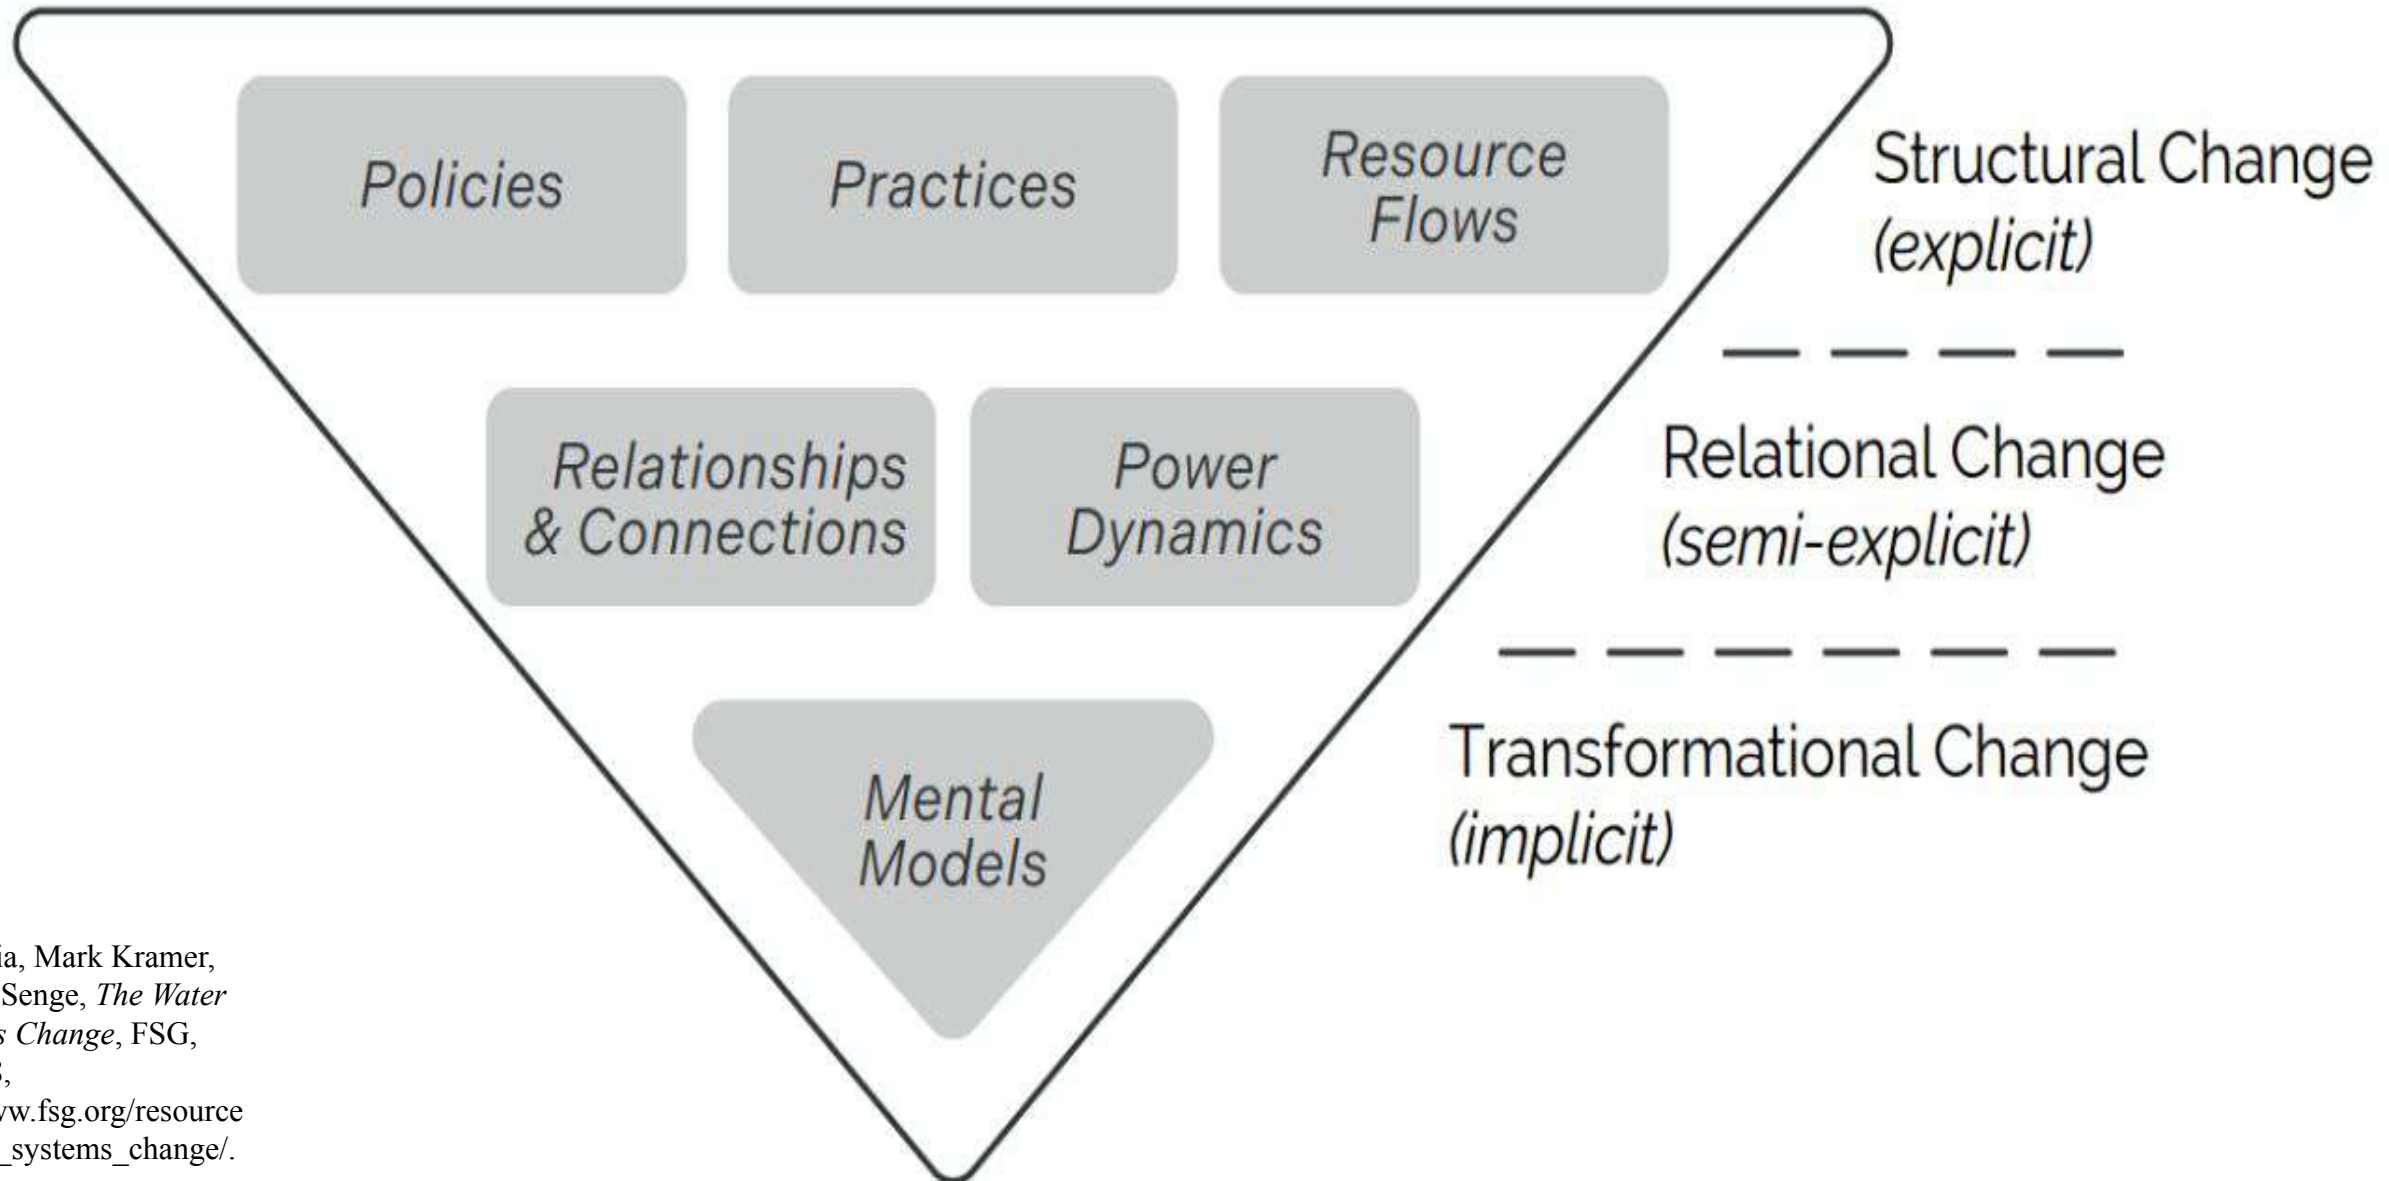 Policies
Practices
Resource
Flows
Structural Change
(explicit)
Relationships
& Connections
Power
Dynamics
Relational Change
(semi-explicit)
Mental
Models
Transformational Change
(implicit)
Mark Kramer,
Senge, The Water
Change, FSG,
ww.fsg.org/resource
_systems_change/.